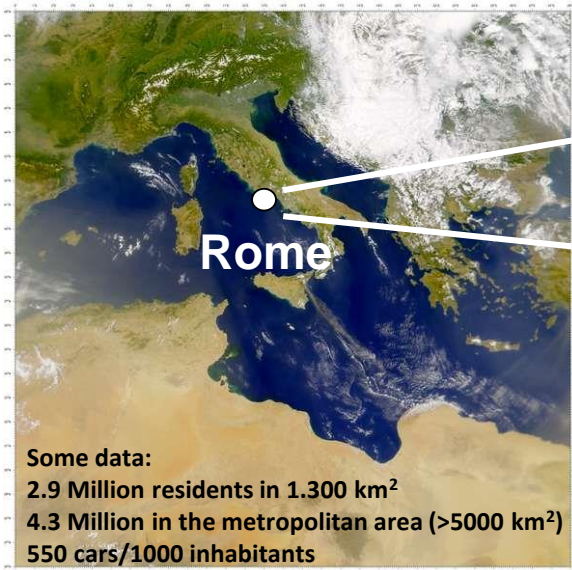 Rome
Some data:
2.9 Million residents in 1.300 km²
4.3 Million in the metropolitan area (>5000 km²)
550 cars/1000 inhabitants